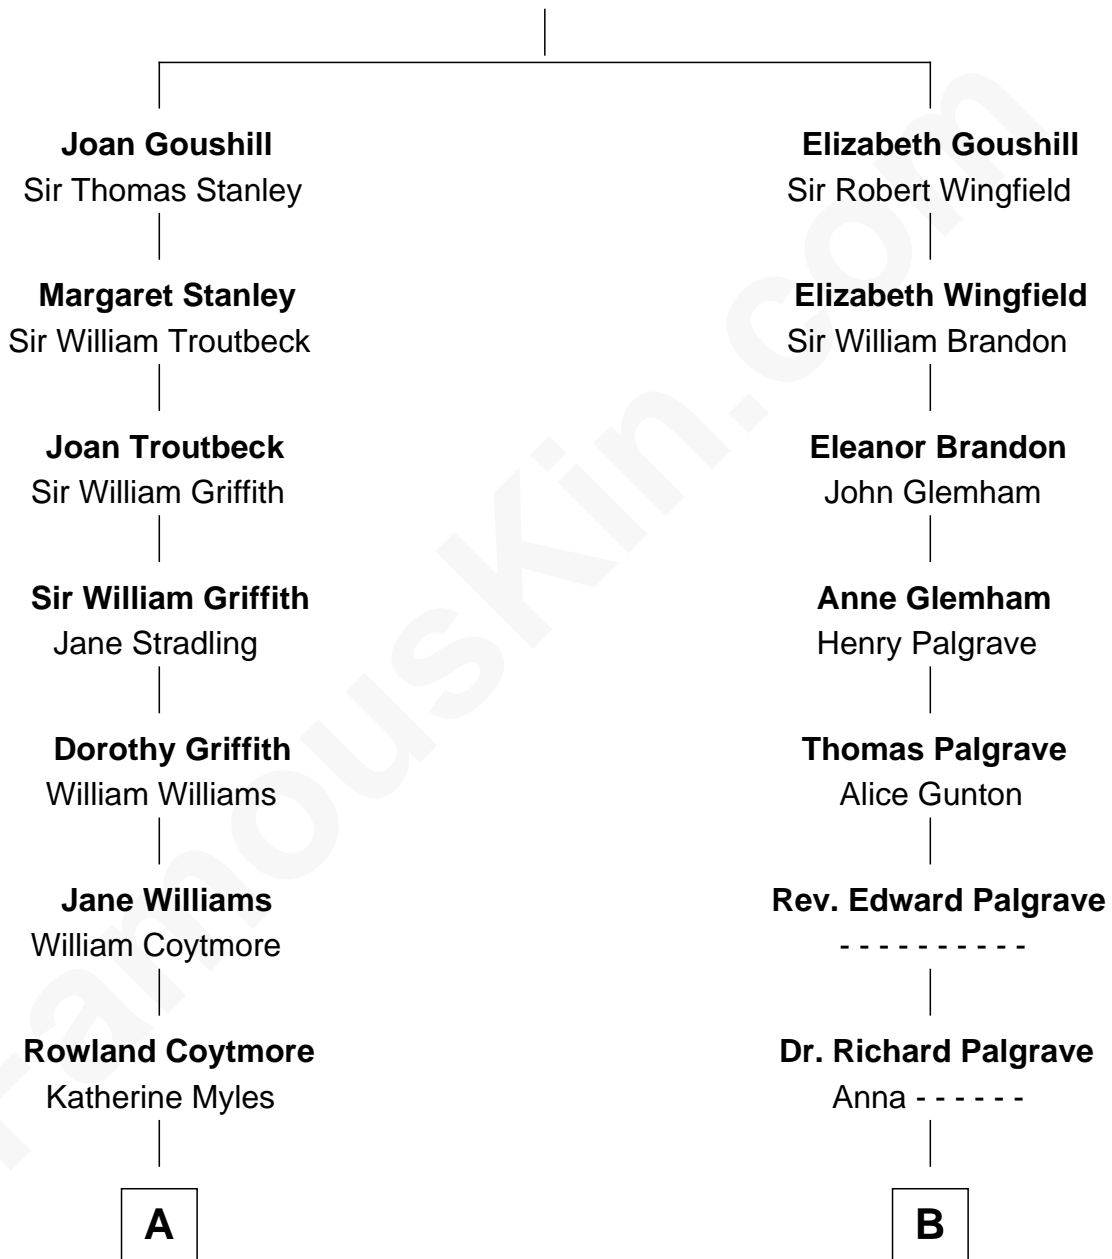 Joan Goushill
Sir Thomas Stanley
Margaret Stanley
Sir William Troutbeck
Joan Troutbeck
Sir William Griffith
Sir William Griffith
Jane Stradling
Dorothy Griffith
William Williams
Jane Williams
William Coytmore
Rowland Coytmore
Katherine Myles
A
Elizabeth Goushill
Sir Robert Wingfield
Elizabeth Wingfield
Sir William Brandon
Eleanor Brandon
John Glemham
Anne Glemham
Henry Palgrave
Thomas Palgrave
Alice Gunton
Rev. Edward Palgrave
- - - - - - - - - -
Dr. Richard Palgrave
Anna - - - - - -
B
FamousKin.com